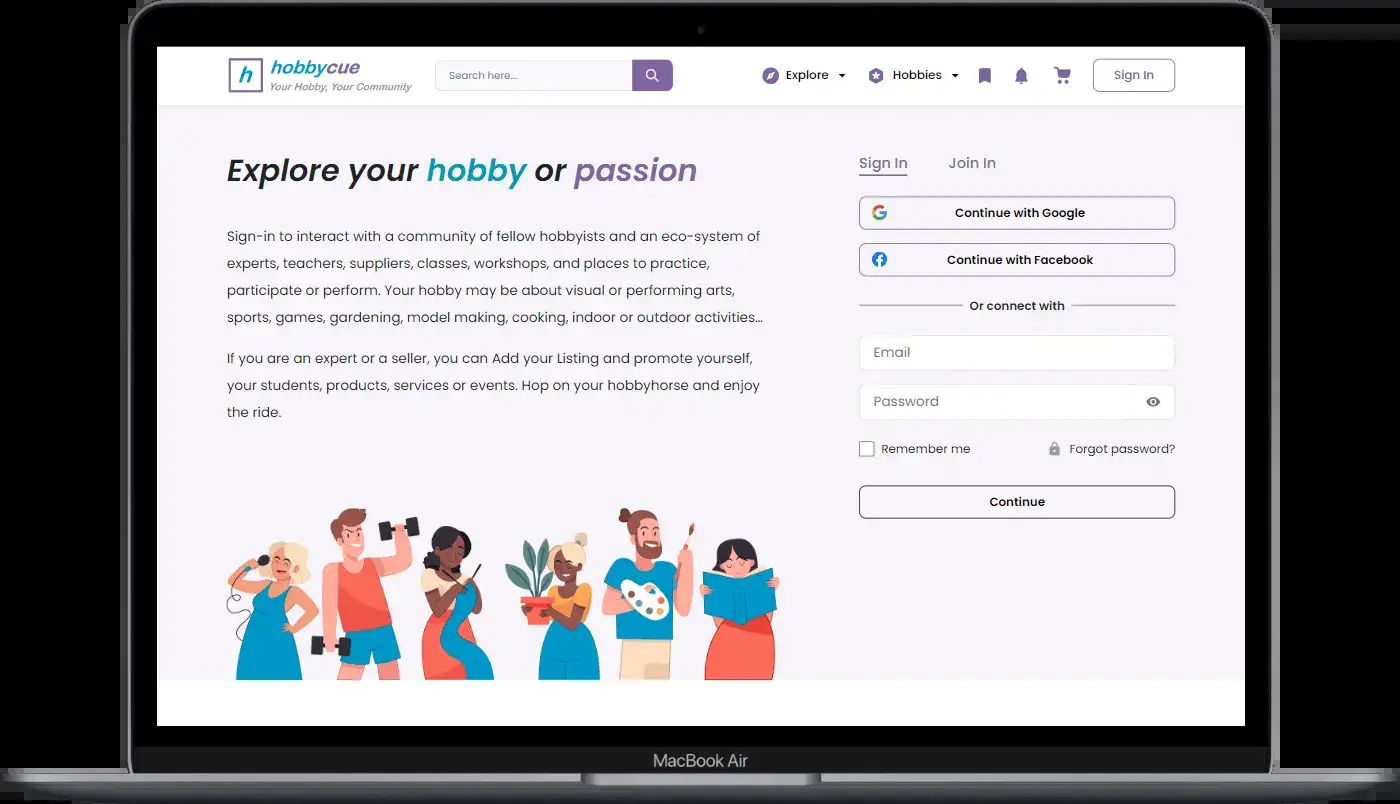 h hobbycue
Your Hobby, Your Community
Search here...
Explore
Hobbies
Sign In
Explore your hobby or passion
Sign-in to interact with a community of fellow hobbyists and an eco-system of
experts, teachers, suppliers, classes, workshops, and places to practice,
participate or perform. Your hobby may be about visual or performing arts,
sports, games, gardening, model making, cooking, indoor or outdoor activities…
If you are an expert or a seller, you can Add your Listing and promote yourself,
your students, products, services or events. Hop on your hobbyhorse and enjoy
the ride.
Sign In
Join In
Continue with Google
Continue with Facebook
Or connect with
Email
Password
Remember me
Forgot password?
Continue
MacBook Air